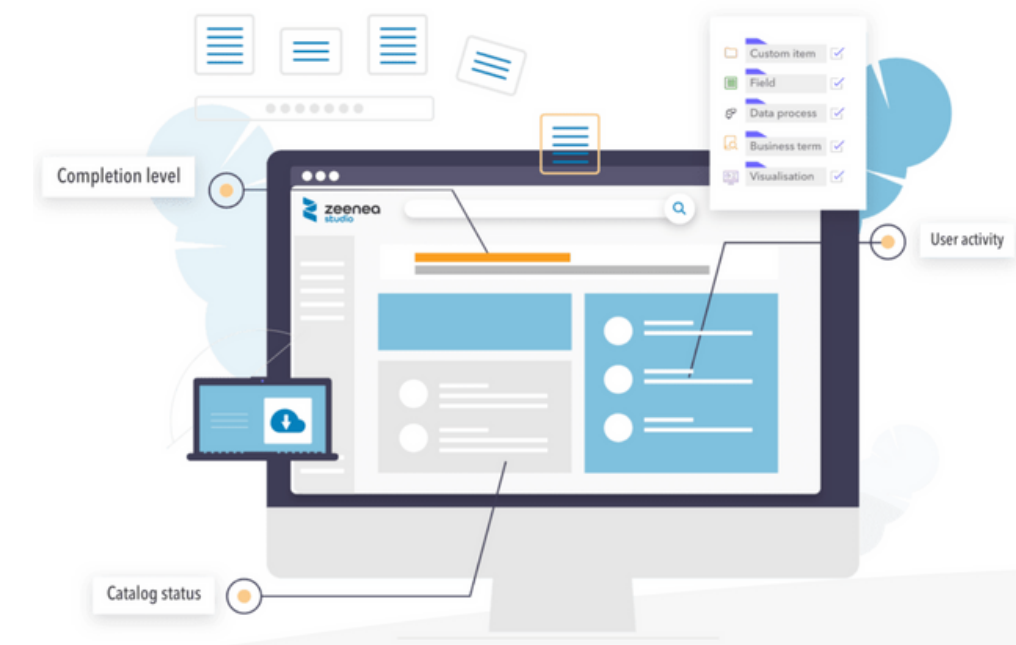 Custom item
Field
Data process
Business term
Visualisation
Completion level
zeenea
studio
User activity
Catalog status